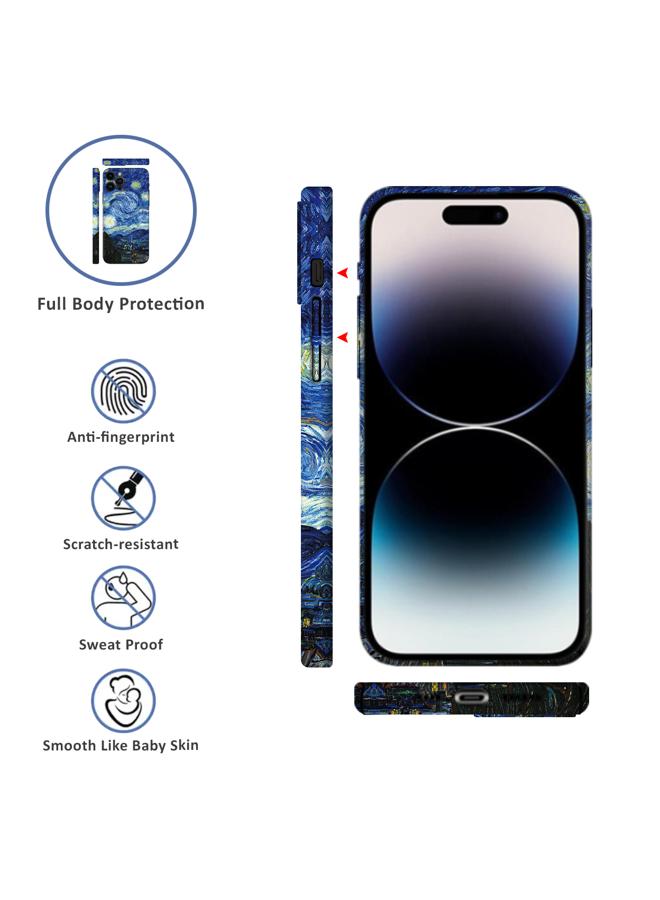 Full Body Protection
Anti-fingerprint
Scratch-resistant
Sweat Proof
Smooth Like Baby Skin